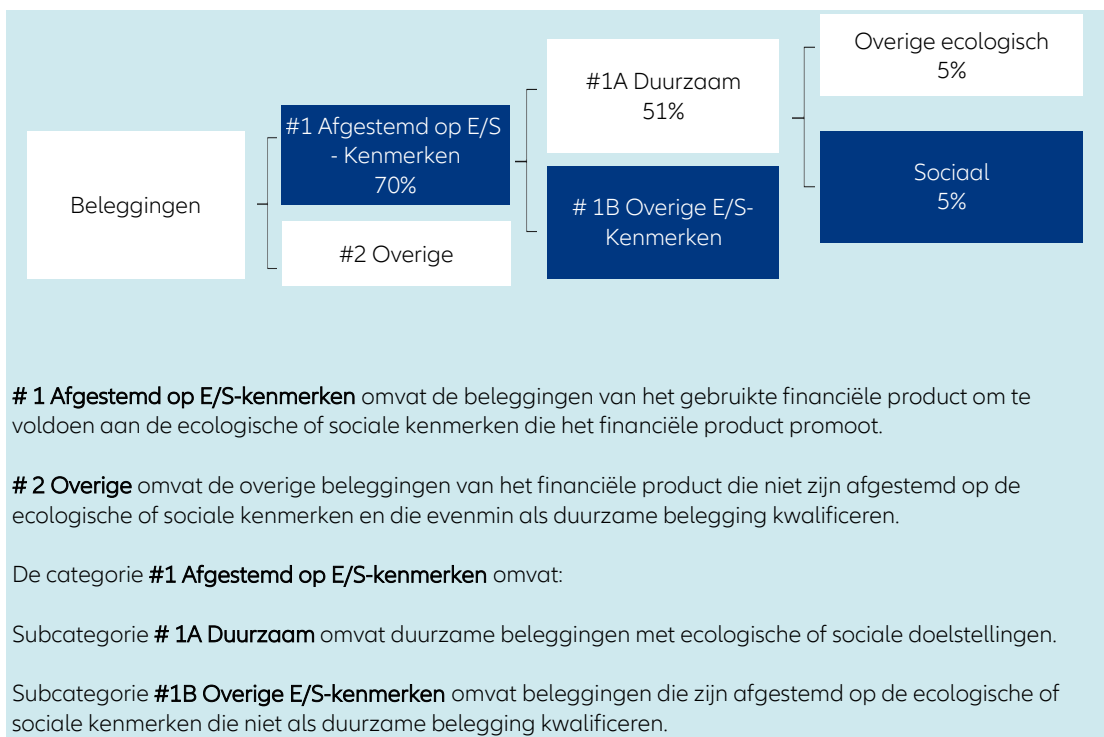 Beleggingen
#1 Afgestemd op E/S
- Kenmerken
70%
#2 Overige
#1A Duurzaam
51%
# 1B Overige E/S-
Kenmerken
Overige ecologisch
5%
Sociaal
5%
# 1 Afgestemd op E/S-kenmerken omvat de beleggingen van het gebruikte financiële product om te
voldoen aan de ecologische of sociale kenmerken die het financiële product promoot.
# 2 Overige omvat de overige beleggingen van het financiële product die niet zijn afgestemd op de
ecologische of sociale kenmerken en die evenmin als duurzame belegging kwalificeren.
De categorie #1 Afgestemd op E/S-kenmerken omvat:
Subcategorie # 1A Duurzaam omvat duurzame beleggingen met ecologische of sociale doelstellingen.
Subcategorie #1B Overige E/S-kenmerken omvat beleggingen die zijn afgestemd op de ecologische of
sociale kenmerken die niet als duurzame belegging kwalificeren.